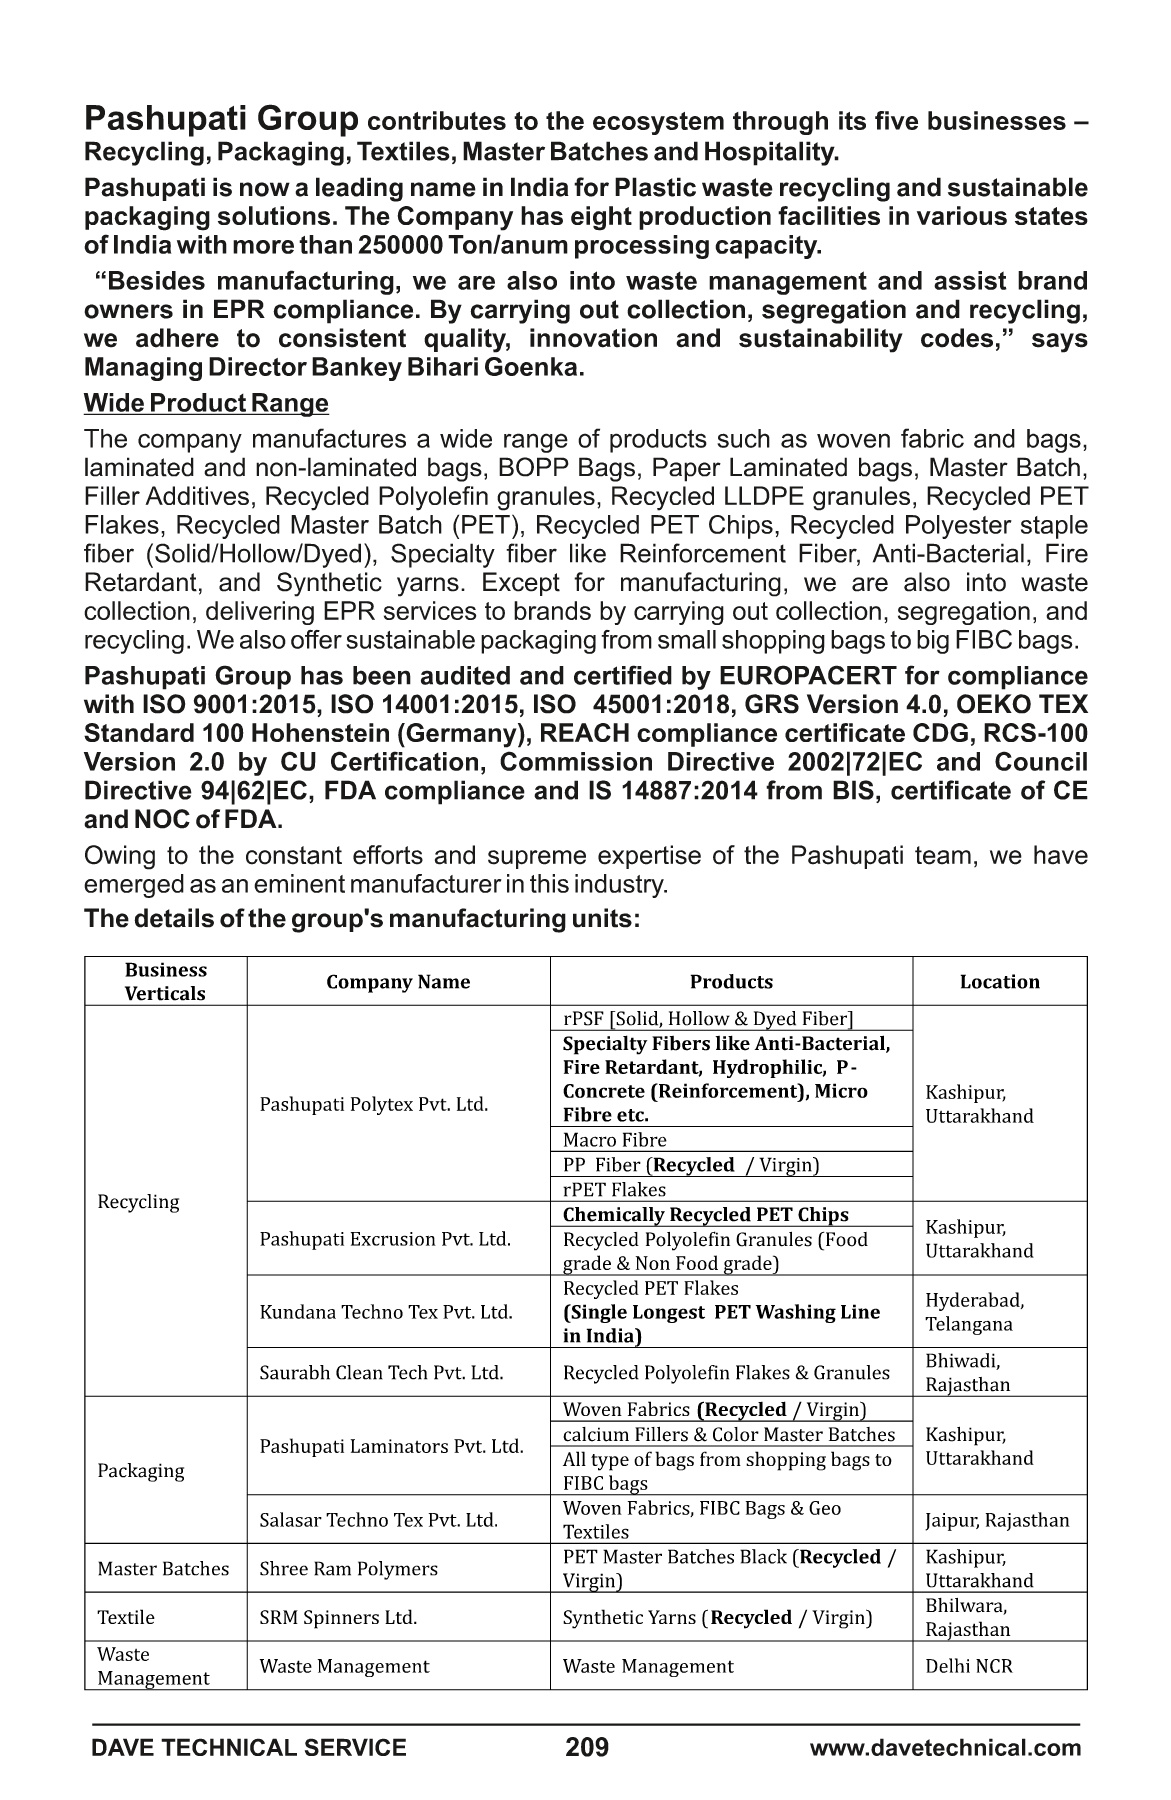 Pashupati Group contributes to the ecosystem through its five businesses –
Recycling, Packaging, Textiles, Master Batches and Hospitality.
Pashupati is now a leading name in India for Plastic waste recycling and sustainable
packaging solutions. The Company has eight production facilities in various states
of India with more than 250000 Ton/anum processing capacity.
“Besides manufacturing, we are also into waste management and assist brand
owners in EPR compliance. By carrying out collection, segregation and recycling,
we adhere to consistent quality, innovation and sustainability codes,” says
Managing Director Bankey Bihari Goenka.
Wide Product Range
The company manufactures a wide range of products such as woven fabric and bags,
laminated and non-laminated bags, BOPP Bags, Paper Laminated bags, Master Batch,
Filler Additives, Recycled Polyolefin granules, Recycled LLDPE granules, Recycled PET
Flakes, Recycled Master Batch (PET), Recycled PET Chips, Recycled Polyester staple
fiber (Solid/Hollow/Dyed), Specialty fiber like Reinforcement Fiber, Anti-Bacterial, Fire
Retardant, and Synthetic yarns. Except for manufacturing, we are also into waste
collection, delivering EPR services to brands by carrying out collection, segregation, and
recycling. We also offer sustainable packaging from small shopping bags to big FIBC bags.
Pashupati Group has been audited and certified by EUROPACERT for compliance
with ISO 9001:2015, ISO 14001:2015, ISO 45001:2018, GRS Version 4.0, OEKO TEX
Standard 100 Hohenstein (Germany), REACH compliance certificate CDG, RCS-100
Version 2.0 by CU Certification, Commission Directive 2002|72|EC and Council
Directive 94|62|EC, FDA compliance and IS 14887:2014 from BIS, certificate of CE
and NOC of FDA.
Owing to the constant efforts and supreme expertise of the Pashupati team, we have
emerged as an eminent manufacturer in this industry.
The details of the group's manufacturing units:
Business
Verticals
Company Name
Products
Location
Recycling
Pashupati Polytex Pvt. Ltd.
rPSF [Solid, Hollow & Dyed Fiber]
Specialty Fibers like Anti-Bacterial,
Fire Retardant, Hydrophilic, P-
Concrete (Reinforcement), Micro
Fibre etc.
Macro Fibre
PP Fiber (Recycled / Virgin)
rPET Flakes
Kashipur,
Uttarakhand
Pashupati Excrusion Pvt. Ltd.
Chemically Recycled PET Chips
Recycled Polyolefin Granules (Food
grade & Non Food grade)
Kashipur,
Uttarakhand
Kundana Techno Tex Pvt. Ltd.
Recycled PET Flakes
(Single Longest PET Washing Line
in India)
Hyderabad,
Telangana
Saurabh Clean Tech Pvt. Ltd.
Recycled Polyolefin Flakes & Granules
Bhiwadi,
Rajasthan
Packaging
Pashupati Laminators Pvt. Ltd.
Woven Fabrics (Recycled / Virgin)
calcium Fillers & Color Master Batches
All type of bags from shopping bags to
FIBC bags
Kashipur,
Uttarakhand
Salasar Techno Tex Pvt. Ltd.
Woven Fabrics, FIBC Bags & Geo
Textiles
Jaipur, Rajasthan
Master Batches
Shree Ram Polymers
PET Master Batches Black (Recycled /
Virgin)
Kashipur,
Uttarakhand
Textile
SRM Spinners Ltd.
Synthetic Yarns (Recycled / Virgin)
Bhilwara,
Rajasthan
Waste
Management
Waste Management
Waste Management
Delhi NCR
DAVE TECHNICAL SERVICE
209
www.davetechnical.com